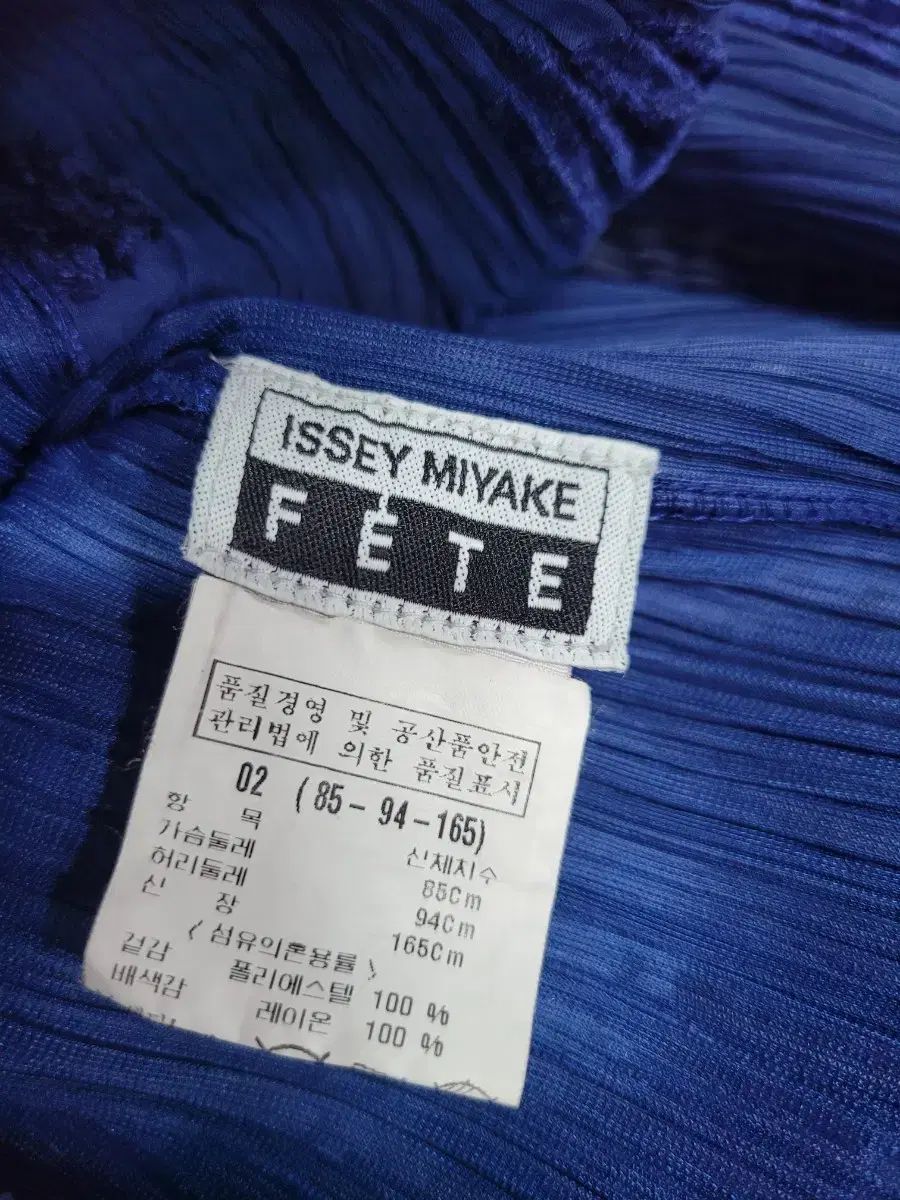 ISSEY MIYAKE
FÊTE
품질경영 및 공산품안전
관리법에 의한 품질표시
02 (85-94-165)
항 목 신체치수
가슴둘레 85Cm
허리둘레 94Cm
신 장 165Cm
< 섬유의혼용률 >
겉감 폴리에스텔 100 %
배색감 레이온 100 %